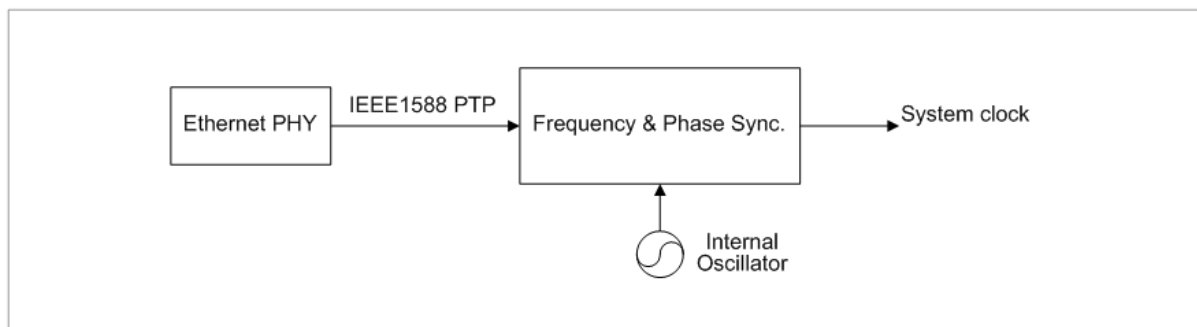 Ethernet PHY
IEEE1588 PTP
Frequency & Phase Sync.
System clock
Internal
Oscillator